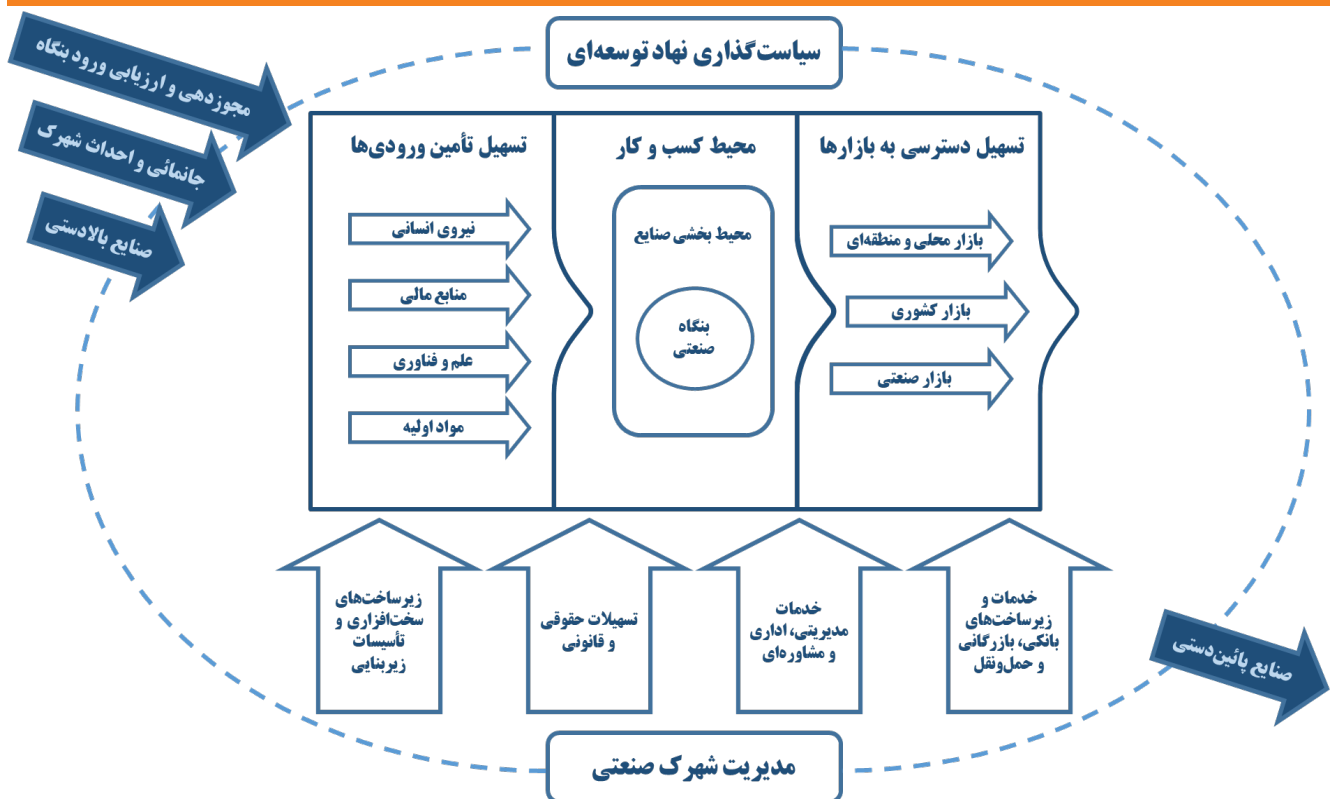 سیاست‌گذاری نهاد توسعه‌ای
مجوزدهی و ارزیابی ورود بنگاه
جانمائی و احداث شهرک
صنایع بالادستی
تسهیل تأمین ورودی‌ها
نیروی انسانی
منابع مالی
علم و فناوری
مواد اولیه
محیط کسب و کار
محیط بخشی صنایع
بنگاه
صنعتی
تسهیل دسترسی به بازارها
بازار محلی و منطقه‌ای
بازار کشوری
بازار صنعتی
زیرساخت‌های
سخت‌افزاری و
تأسیسات
زیربنایی
تسهیلات حقوقی
و قانونی
خدمات
مدیریتی، اداری
و مشاوره‌ای
خدمات و
زیرساخت‌های
بانکی، بازرگانی
و حمل‌ونقل
صنایع پائین‌دستی
مدیریت شهرک صنعتی